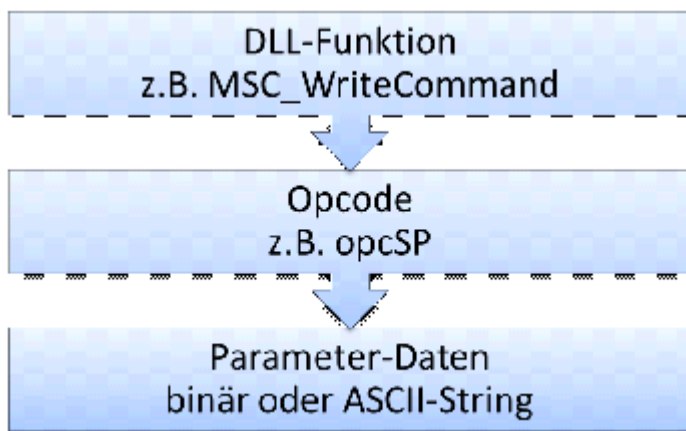 DLL-Funktion
z.B. MSC_WriteCommand
Opcode
z.B. opcSP
Parameter-Daten
binär oder ASCII-String